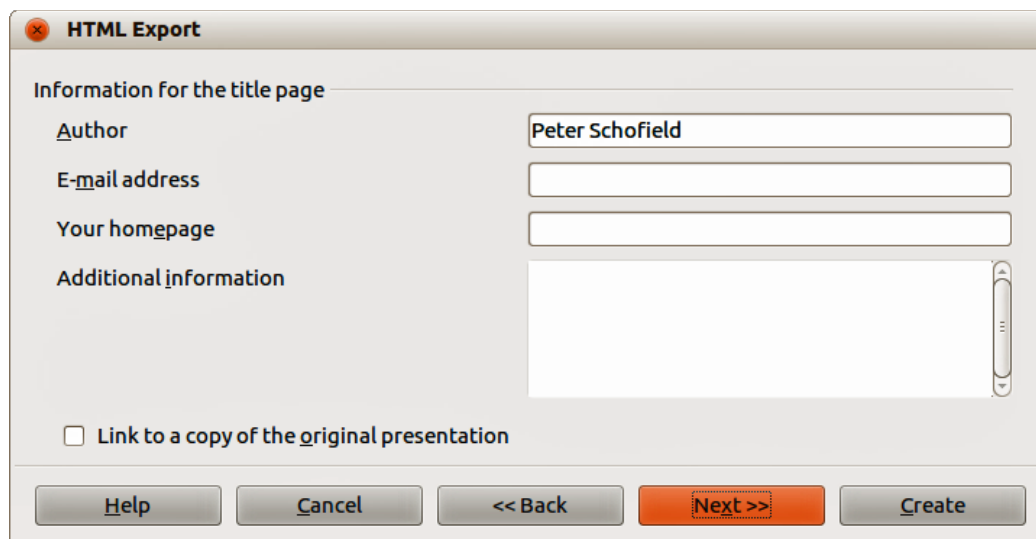 HTML Export
Information for the title page
Author Peter Schofield
E-mail address
Your homepage
Additional information
Link to a copy of the original presentation
Help Cancel << Back Next >> Create